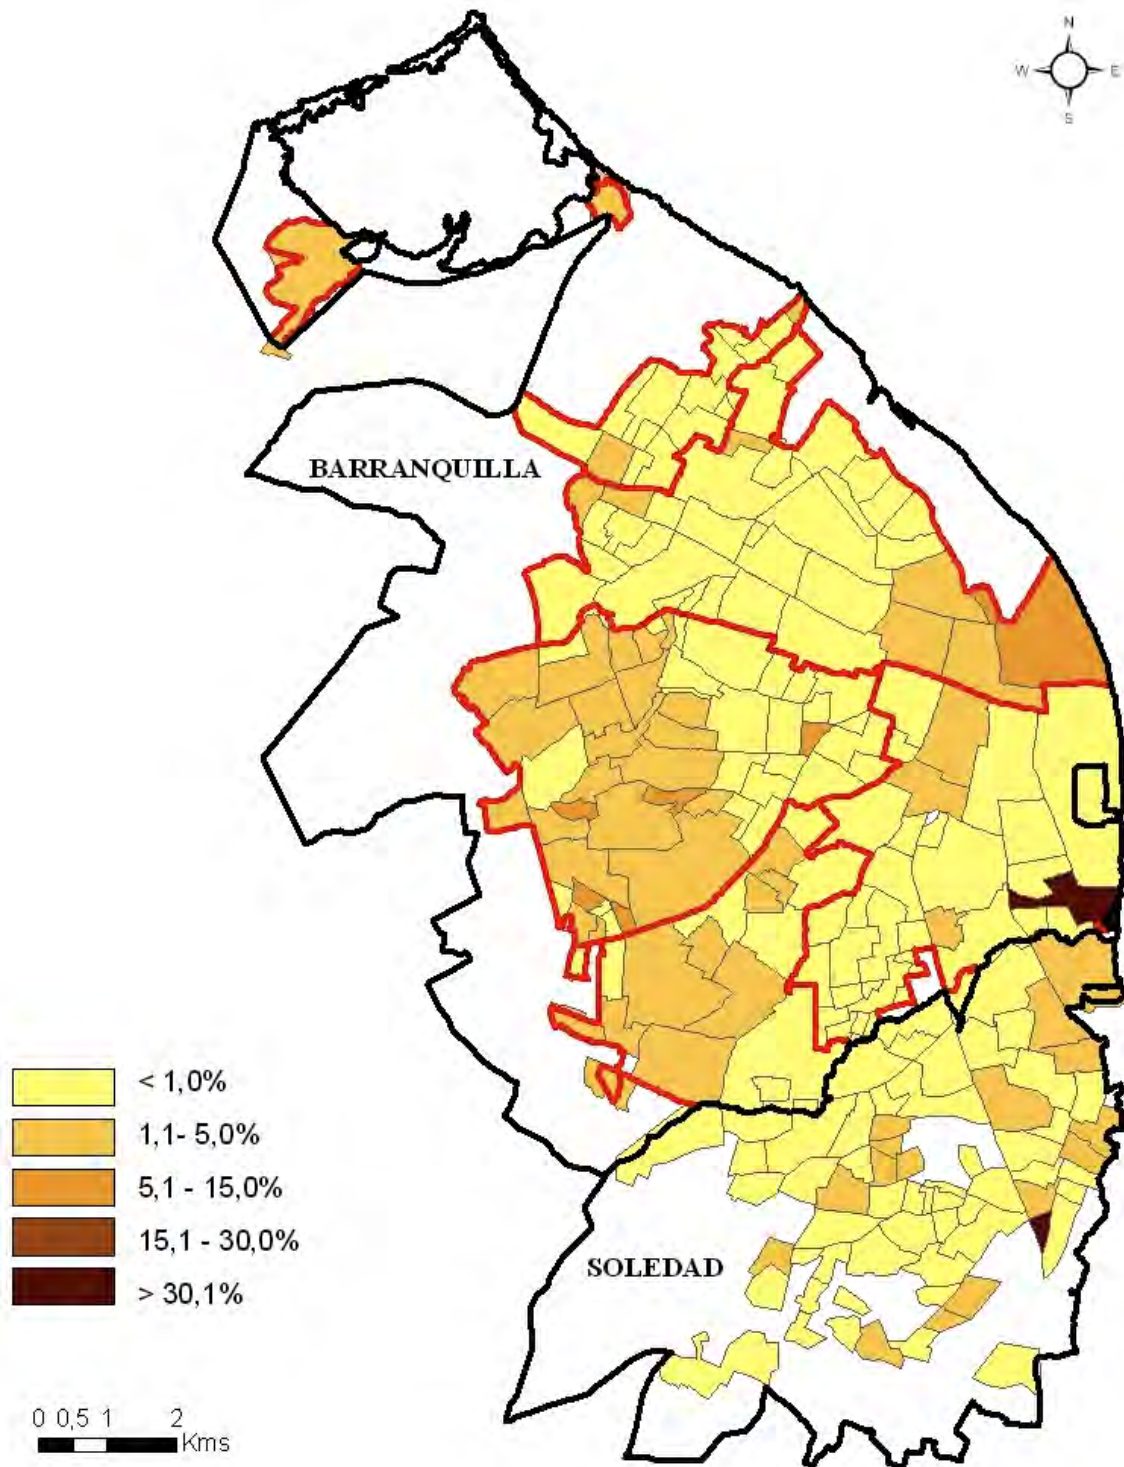 N
W E
S
BARRANQUILLA
< 1,0%
1,1- 5,0%
5,1 - 15,0%
15,1 - 30,0%
> 30,1%
SOLEDAD
0 0,5 1 2
Kms